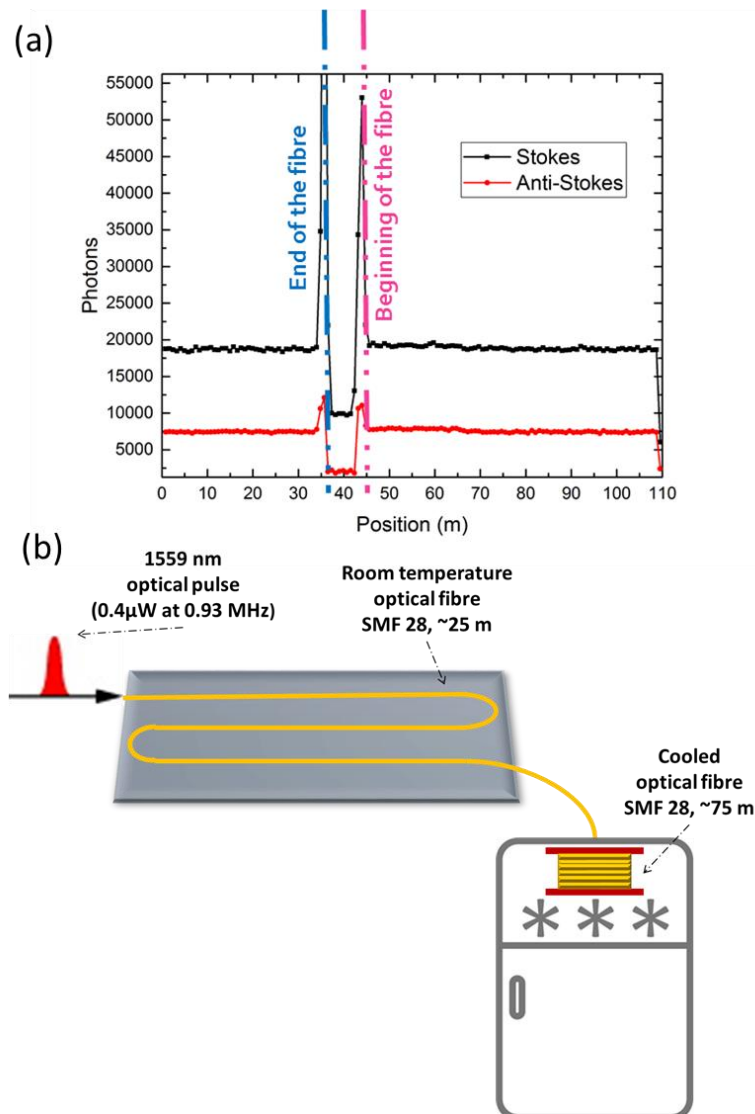 (a)
55000
50000
45000
40000
35000
30000
25000
20000
15000
10000
5000
Photons
End of the fibre
Beginning of the fibre
Stokes
Anti-Stokes
0 10 20 30 40 50 60 70 80 90 100 110
Position (m)
(b)
1559 nm
optical pulse
(0.4µW at 0.93 MHz)
Room temperature
optical fibre
SMF 28, ~25 m
Cooled
optical fibre
SMF 28, ~75 m